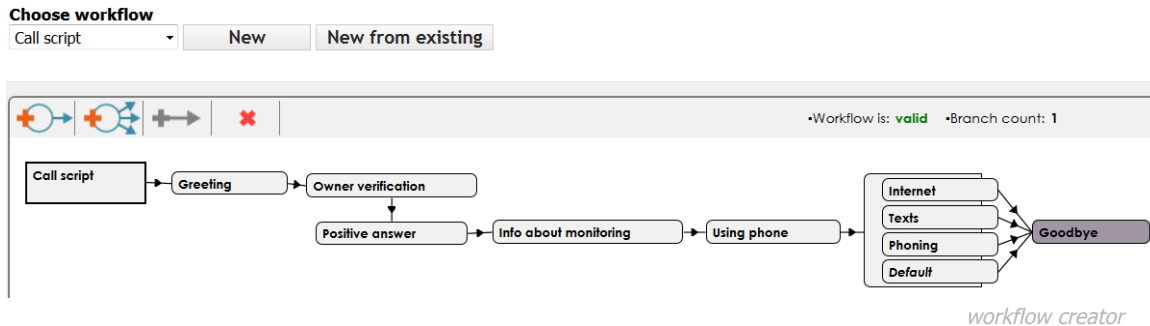 Choose workflow
Call script
New
New from existing
▪Workflow is: valid ▪Branch count: 1
Call script
Greeting
Owner verification
Positive answer
Info about monitoring
Using phone
Internet
Texts
Phoning
Default
Goodbye
workflow creator